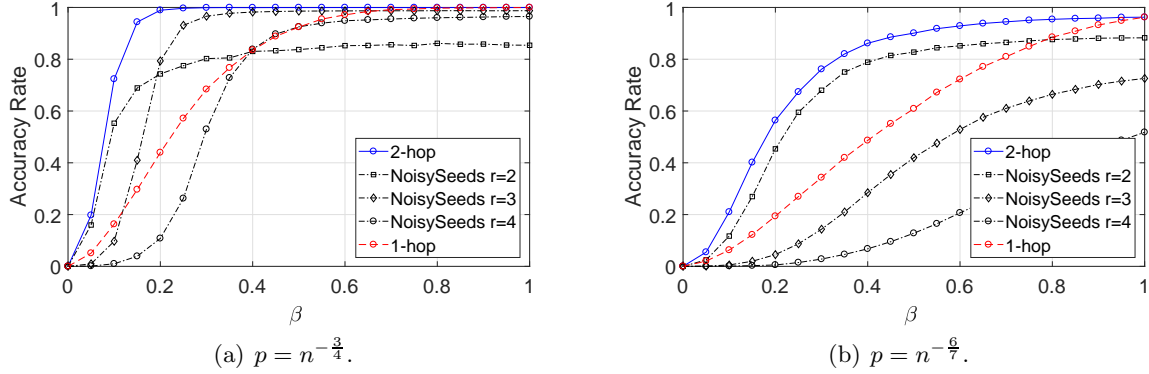 Accuracy Rate
1
0.8
0.6
0.4
0.2
0
0 0.2 0.4 0.6 0.8 1
β
2-hop
NoisySeeds r=2
NoisySeeds r=3
NoisySeeds r=4
1-hop
(a) p = n^{-3/4}.
Accuracy Rate
1
0.8
0.6
0.4
0.2
0
0 0.2 0.4 0.6 0.8 1
β
2-hop
NoisySeeds r=2
NoisySeeds r=3
NoisySeeds r=4
1-hop
(b) p = n^{-6/7}.